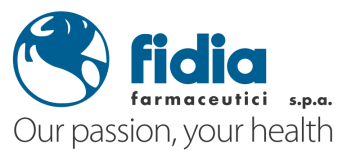 fidia
farmaceutici s.p.a.
Our passion, your health